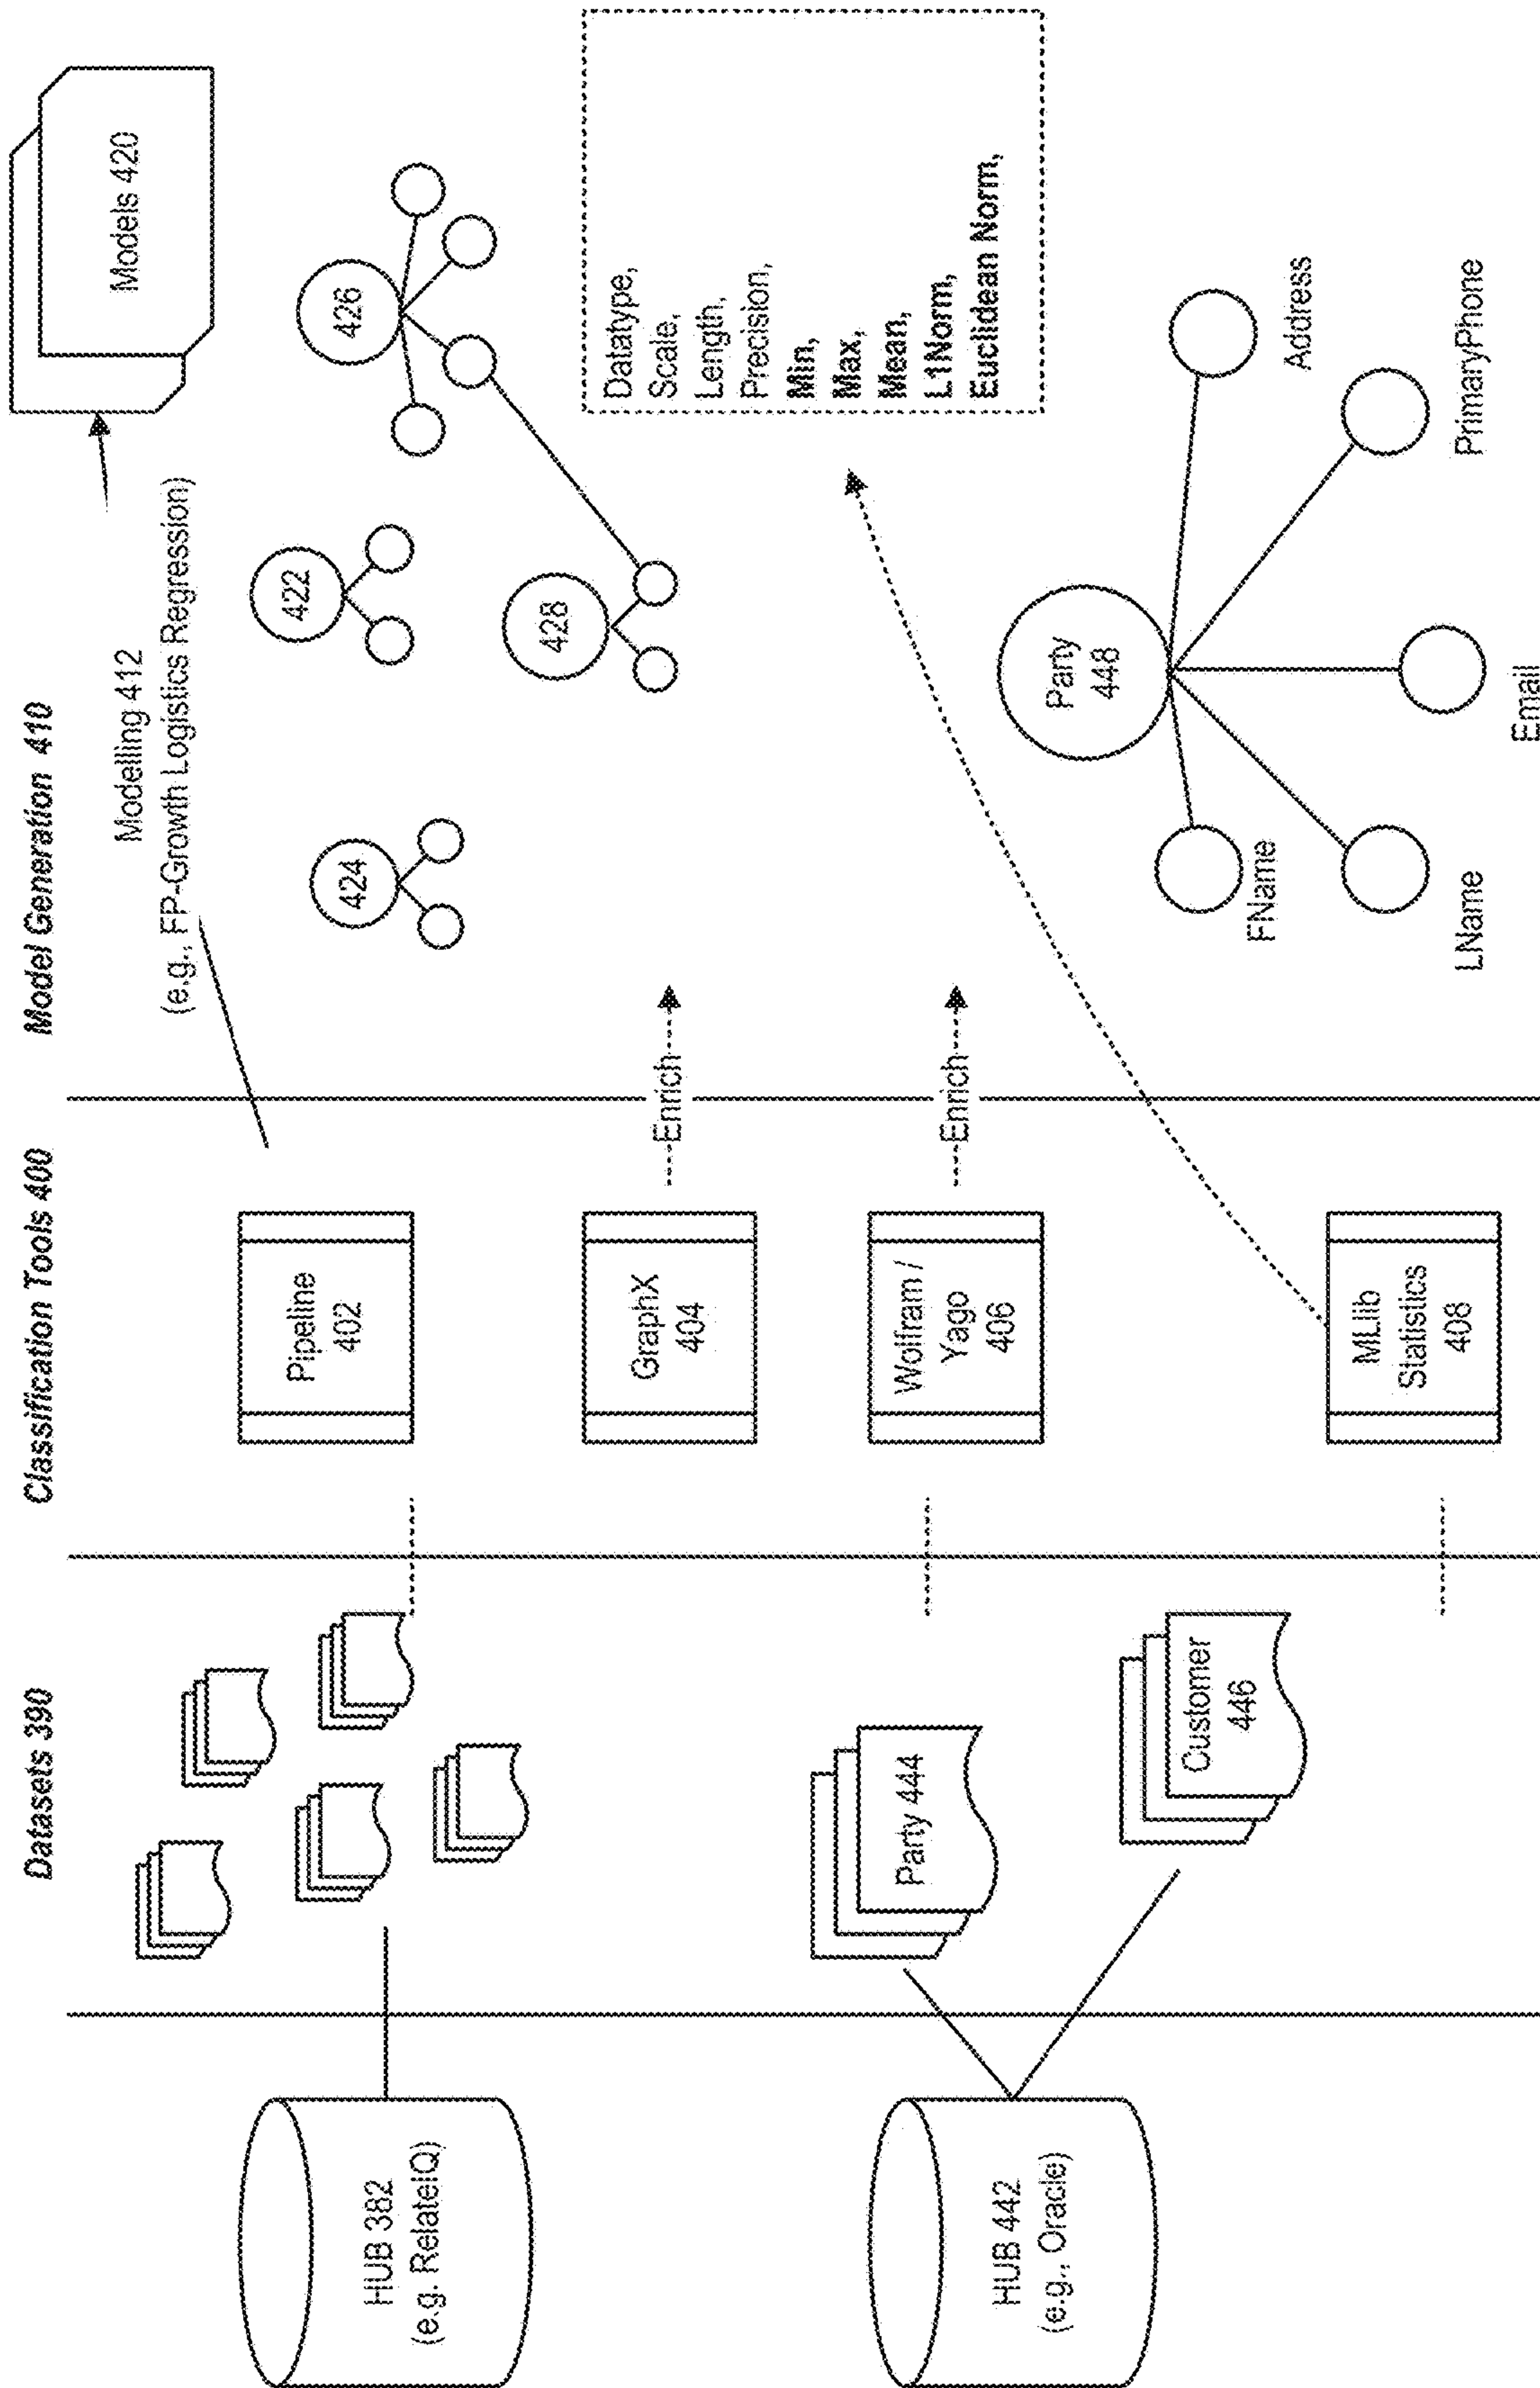 Datasets 390
Classification Tools 400
Model Generation 410
HUB 382
(e.g. RelateIQ)
HUB 442
(e.g., Oracle)
Party 444
Customer
446
Pipeline
402
GraphX
404
Wolfram /
Yago
406
MLlib
Statistics
408
Enrich
Enrich
Modelling 412
(e.g., FP-Growth Logistics Regression)
Models 420
424
422
426
428
Datatype,
Scale,
Length,
Precision,
Min,
Max,
Mean,
L1Norm,
Euclidean Norm,
Party
448
FName
LName
Email
PrimaryPhone
Address